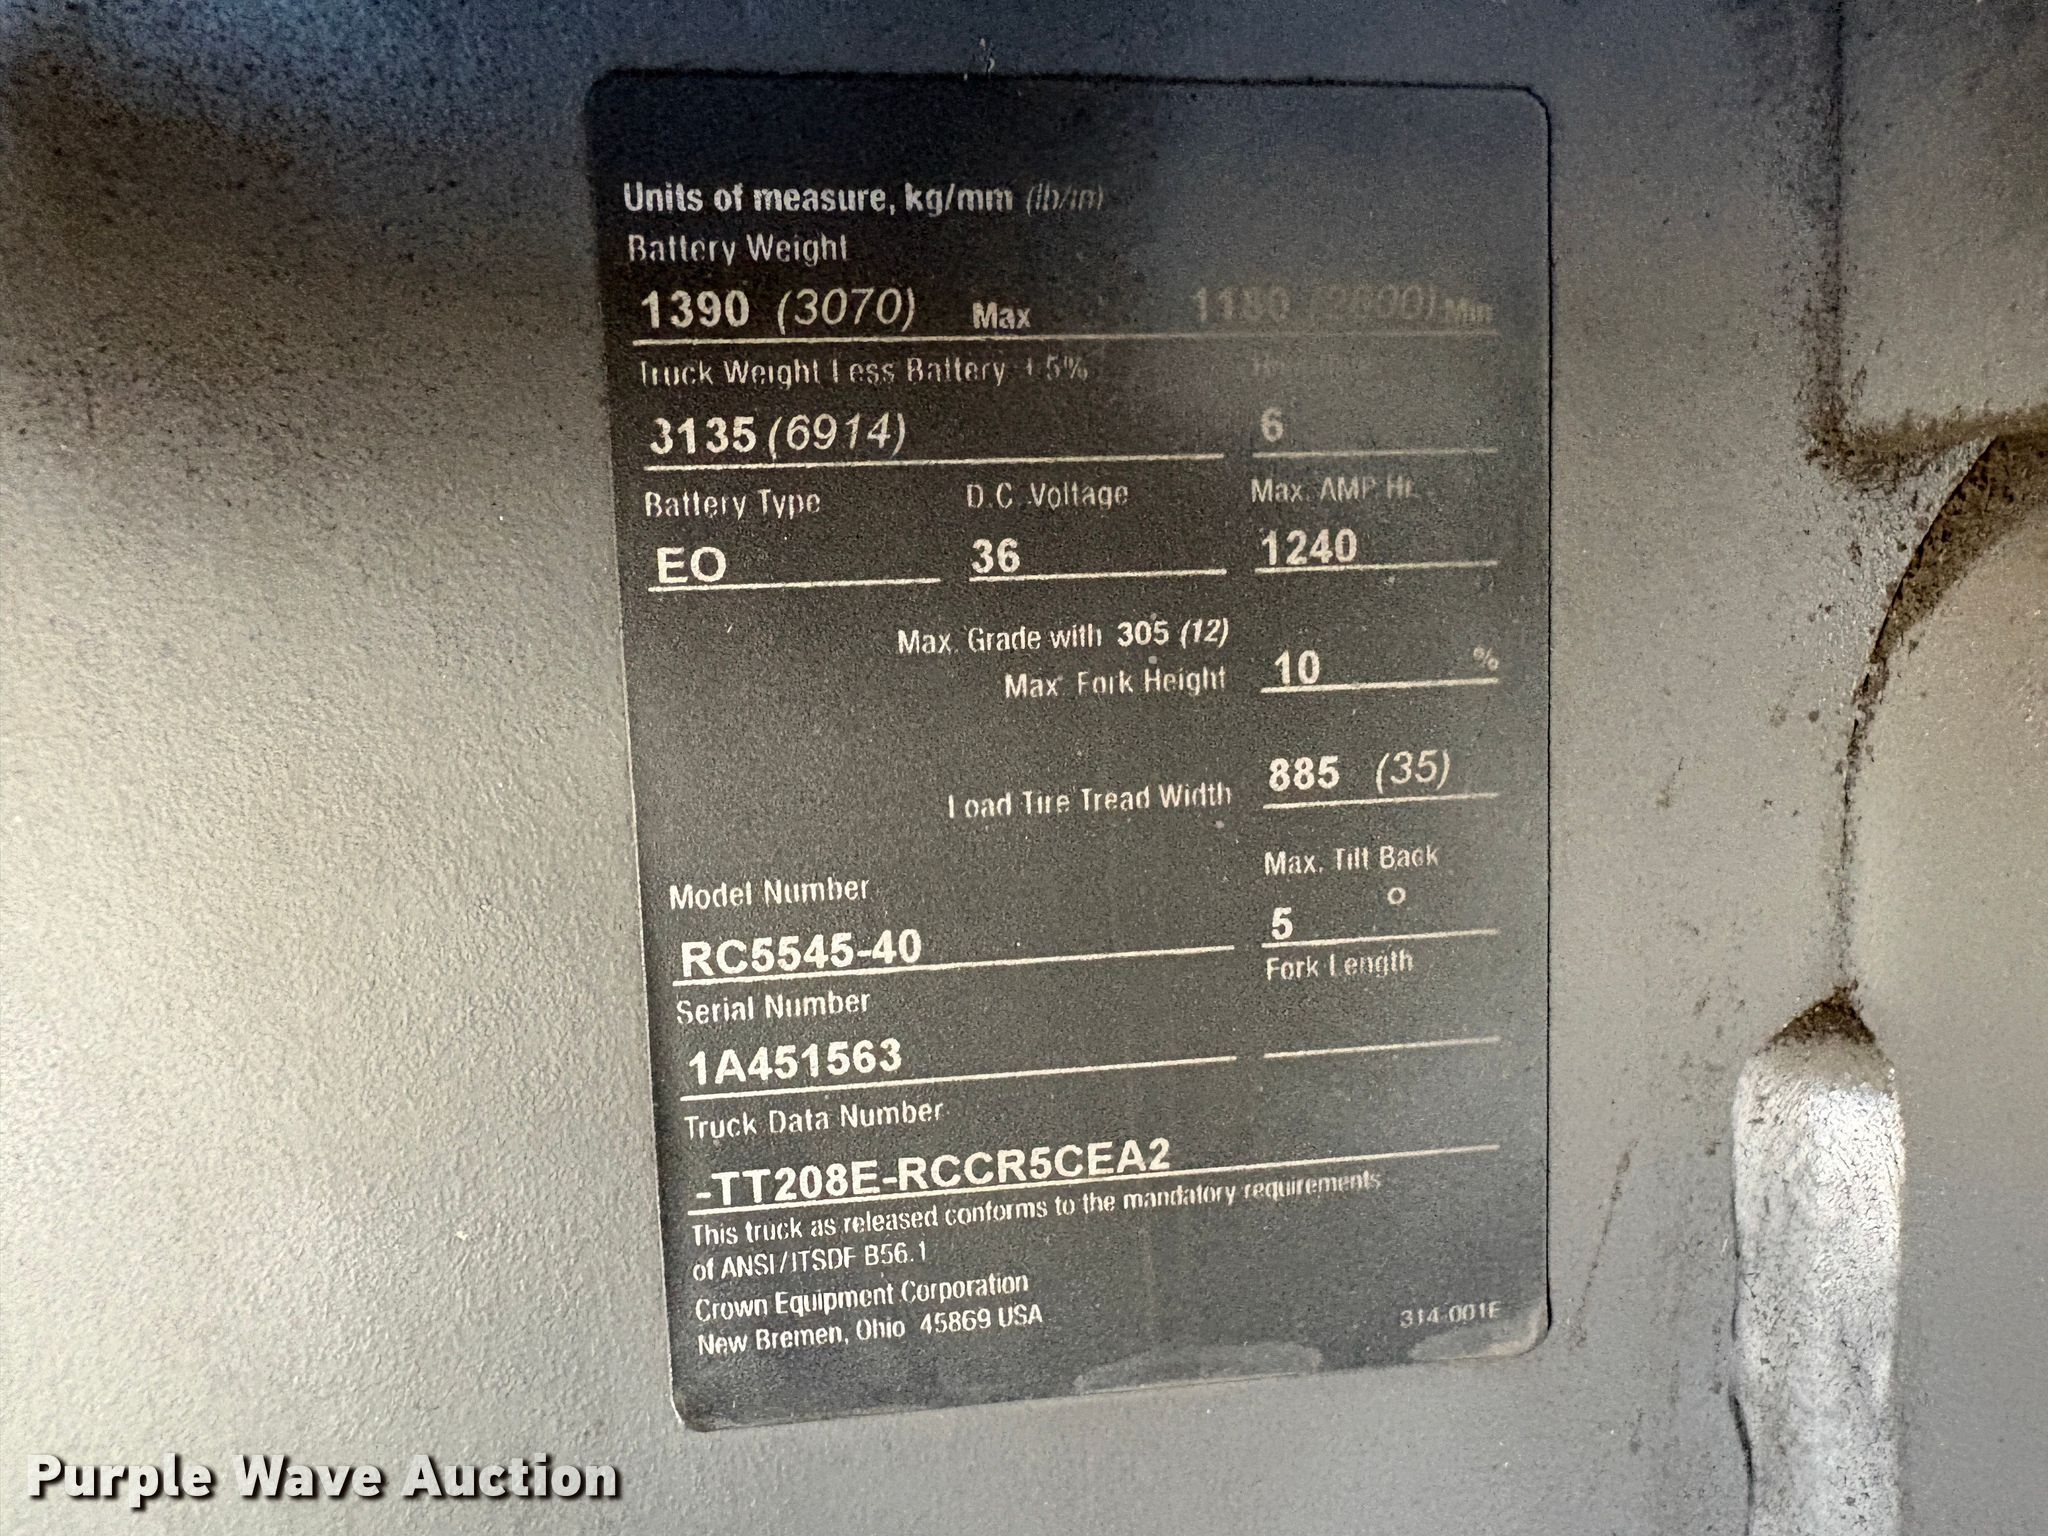 Units of measure, kg/mm (lb/in)
Battery Weight
1390 (3070) Max 1180 (2600) Min
Truck Weight Less Battery ±5%
3135 (6914) 6
Battery Type D.C. Voltage Max. AMP Hr.
EO 36 1240
Max. Grade with 305 (12)
Max. Fork Height 10 %
Load Tire Tread Width 885 (35)
Max. Tilt Back
Model Number 5 °
RC5545-40
Fork Length
Serial Number
1A451563
Truck Data Number
-TT208E-RCCR5CEA2
This truck as released conforms to the mandatory requirements
of ANSI/ITSDF B56.1
Crown Equipment Corporation
New Bremen, Ohio 45869 USA
314-001E
Purple Wave Auction